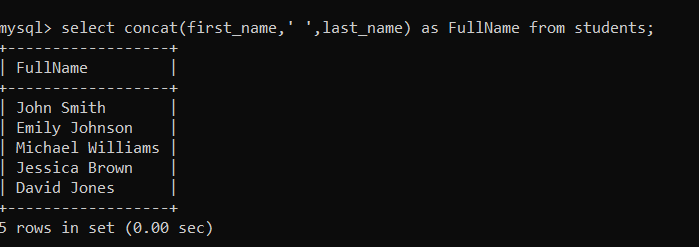 mysql> select concat(first_name,' ',last_name) as FullName from students;
+------------------+
| FullName         |
+------------------+
| John Smith       |
| Emily Johnson    |
| Michael Williams |
| Jessica Brown    |
| David Jones      |
+------------------+
5 rows in set (0.00 sec)